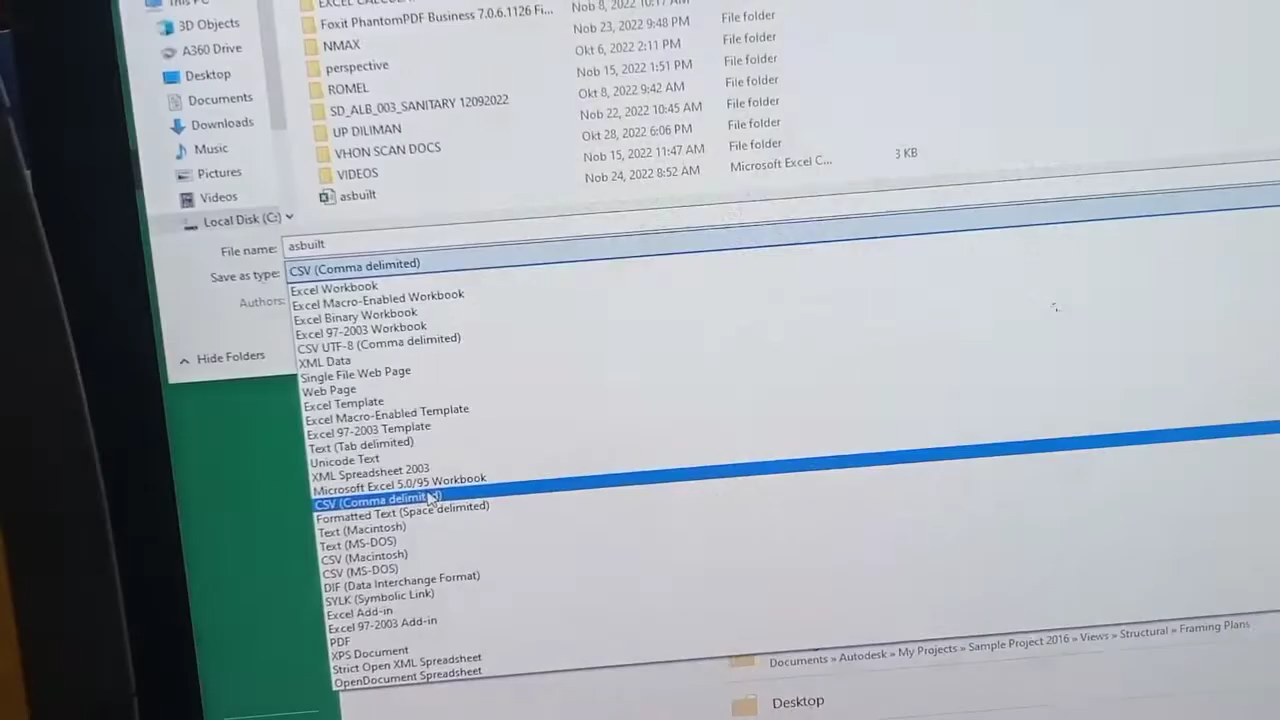 This PC
3D Objects
A360 Drive
Desktop
Documents
Downloads
Music
Pictures
Videos
Local Disk (C:)
Foxit PhantomPDF Business 7.0.6.1126 Fi...
NMAX
perspective
ROMEL
SD_ALB_003_SANITARY 12092022
UP DILIMAN
VHON SCAN DOCS
VIDEOS
asbuilt
Nob 8, 2022 10:17 AM
Nob 23, 2022 9:48 PM
Okt 6, 2022 2:11 PM
Nob 15, 2022 1:51 PM
Okt 8, 2022 9:42 AM
Nob 22, 2022 10:45 AM
Okt 28, 2022 6:06 PM
Nob 15, 2022 11:47 AM
Nob 24, 2022 8:52 AM
File folder
File folder
File folder
File folder
File folder
File folder
File folder
Microsoft Excel C...
3 KB
File name: asbuilt
Save as type: CSV (Comma delimited)
Authors:
Hide Folders
Excel Workbook
Excel Macro-Enabled Workbook
Excel Binary Workbook
Excel 97-2003 Workbook
CSV UTF-8 (Comma delimited)
XML Data
Single File Web Page
Web Page
Excel Template
Excel Macro-Enabled Template
Excel 97-2003 Template
Text (Tab delimited)
Unicode Text
XML Spreadsheet 2003
Microsoft Excel 5.0/95 Workbook
CSV (Comma delimited)
Formatted Text (Space delimited)
Text (Macintosh)
Text (MS-DOS)
CSV (Macintosh)
CSV (MS-DOS)
DIF (Data Interchange Format)
SYLK (Symbolic Link)
Excel Add-in
Excel 97-2003 Add-in
PDF
XPS Document
Strict Open XML Spreadsheet
OpenDocument Spreadsheet
Documents » Autodesk » My Projects » Sample Project 2016 » Views » Structural » Framing Plans
Desktop